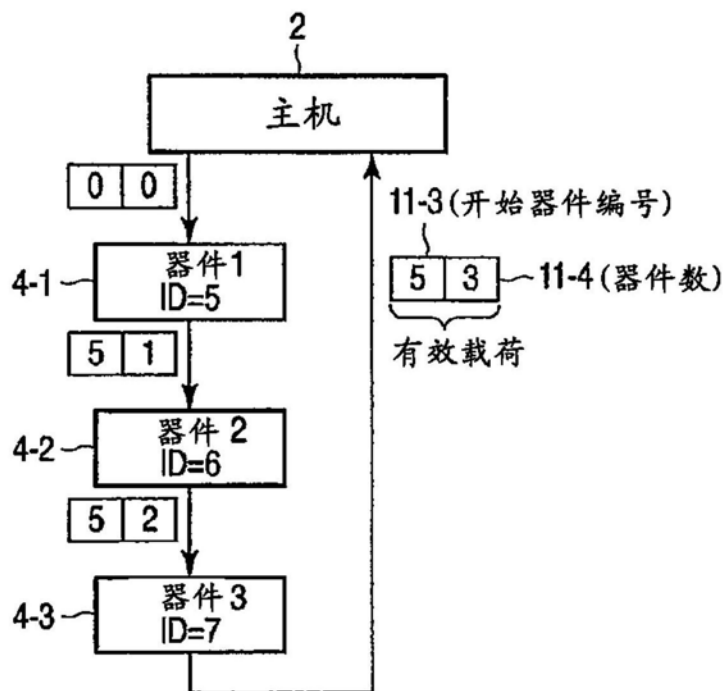 2
主机
0 0
11-3(开始器件编号)
4-1
器件1
ID=5
5 3
11-4(器件数)
有效载荷
5 1
4-2
器件 2
ID=6
5 2
4-3
器件 3
ID=7